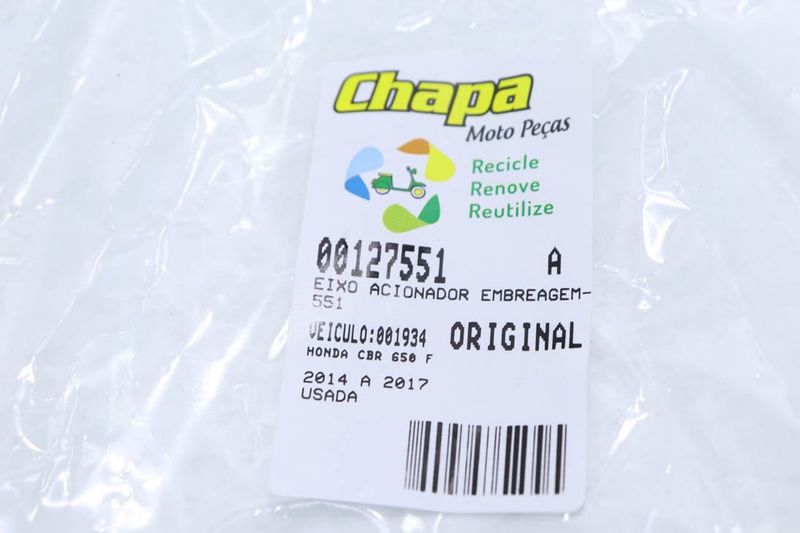 Chapa
Moto Peças
Recicle
Renove
Reutilize
00127551 A
EIXO ACIONADOR EMBREAGEM-
551
VEICULO:001934 ORIGINAL
HONDA CBR 650 F
2014 A 2017
USADA